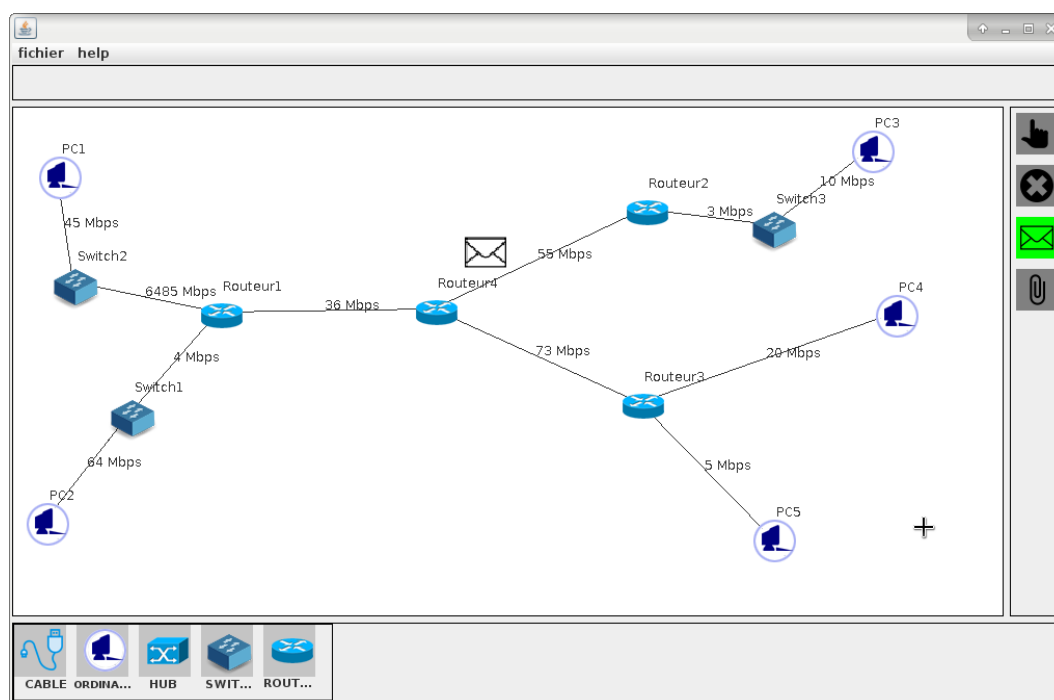 fichier help
PC3
PC1
Routeur2
10 Mbps
Switch3
3 Mbps
45 Mbps
Switch2
55 Mbps
Routeur4
Routeur1
PC4
6485 Mbps
36 Mbps
4 Mbps
73 Mbps
20 Mbps
Switch1
Routeur3
64 Mbps
5 Mbps
PC2
PC5
CABLE ORDINA... HUB SWIT... ROUT...